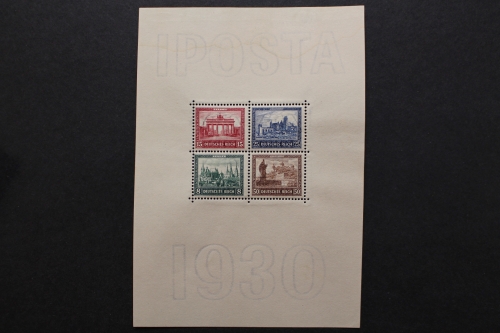 IPOSTA
15 DEUTSCHES REICH 15
25 DEUTSCHES REICH 25
8 DEUTSCHES REICH 8
50 DEUTSCHES REICH 50
1930